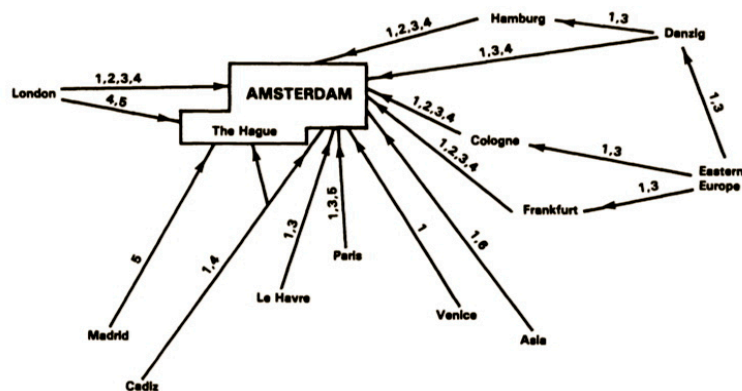 Hamburg
1,3
Danzig
1,2,3,4
1,3,4
London
1,2,3,4
AMSTERDAM
4,5
The Hague
1,2,3,4
Cologne
1,3
1,3
1,2,3,4
Eastern
Europe
1,3
Frankfurt
1,3,5
1,3
1
1,6
5
1,4
Paris
Le Havre
Venice
Madrid
Asia
Cadiz